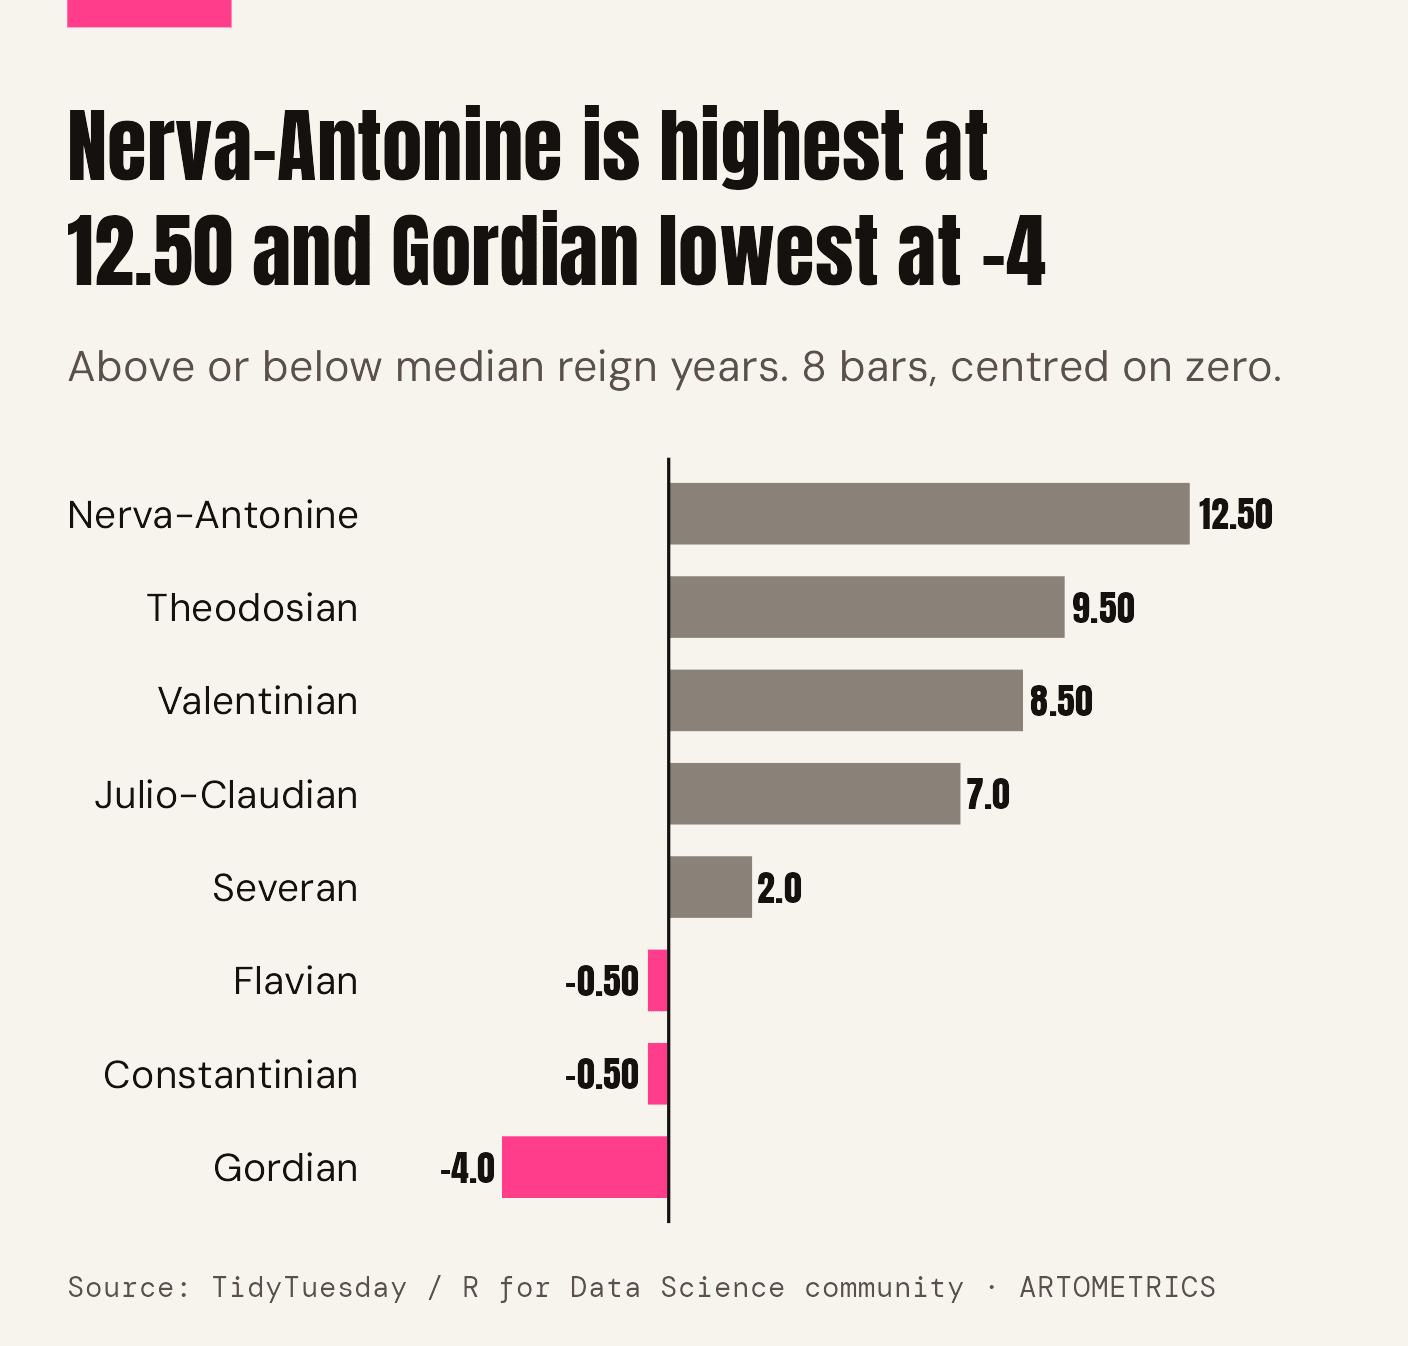 Nerva-Antonine is highest at
12.50 and Gordian lowest at -4
Above or below median reign years. 8 bars, centred on zero.
Nerva-Antonine 12.50
Theodosian 9.50
Valentinian 8.50
Julio-Claudian 7.0
Severan 2.0
Flavian -0.50
Constantinian -0.50
Gordian -4.0
Source: TidyTuesday / R for Data Science community · ARTOMETRICS